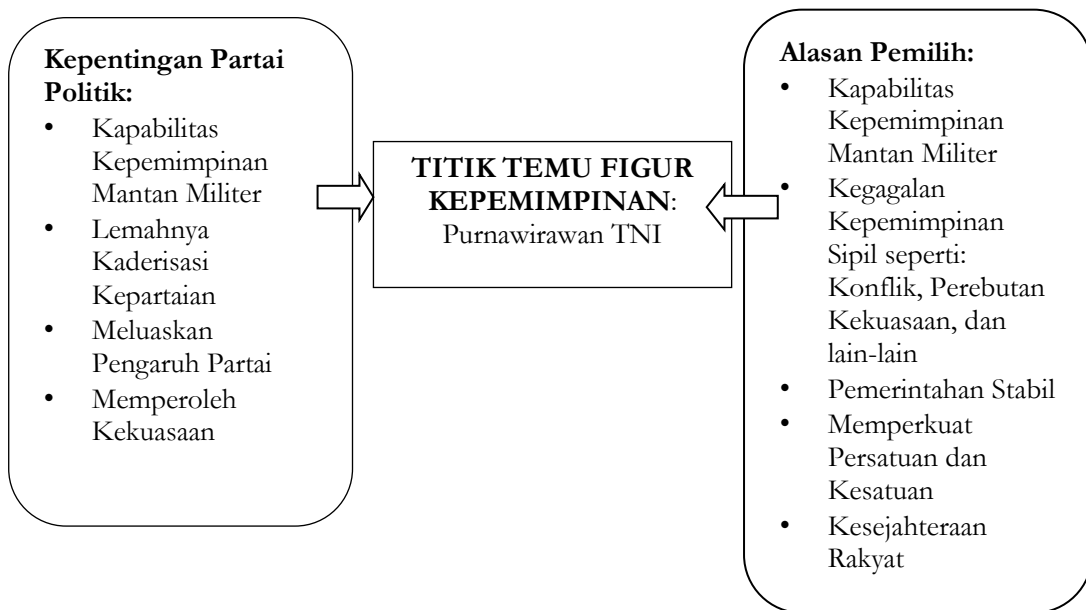 Kepentingan Partai
Politik:
• Kapabilitas
Kepemimpinan
Mantan Militer
• Lemahnya
Kaderisasi
Kepartaian
• Meluaskan
Pengaruh Partai
• Memperoleh
Kekuasaan
TITIK TEMU FIGUR
KEPEMIMPINAN:
Purnawirawan TNI
Alasan Pemilih:
• Kapabilitas
Kepemimpinan
Mantan Militer
• Kegagalan
Kepemimpinan
Sipil seperti:
Konflik, Perebutan
Kekuasaan, dan
lain-lain
• Pemerintahan Stabil
• Memperkuat
Persatuan dan
Kesatuan
• Kesejahteraan
Rakyat